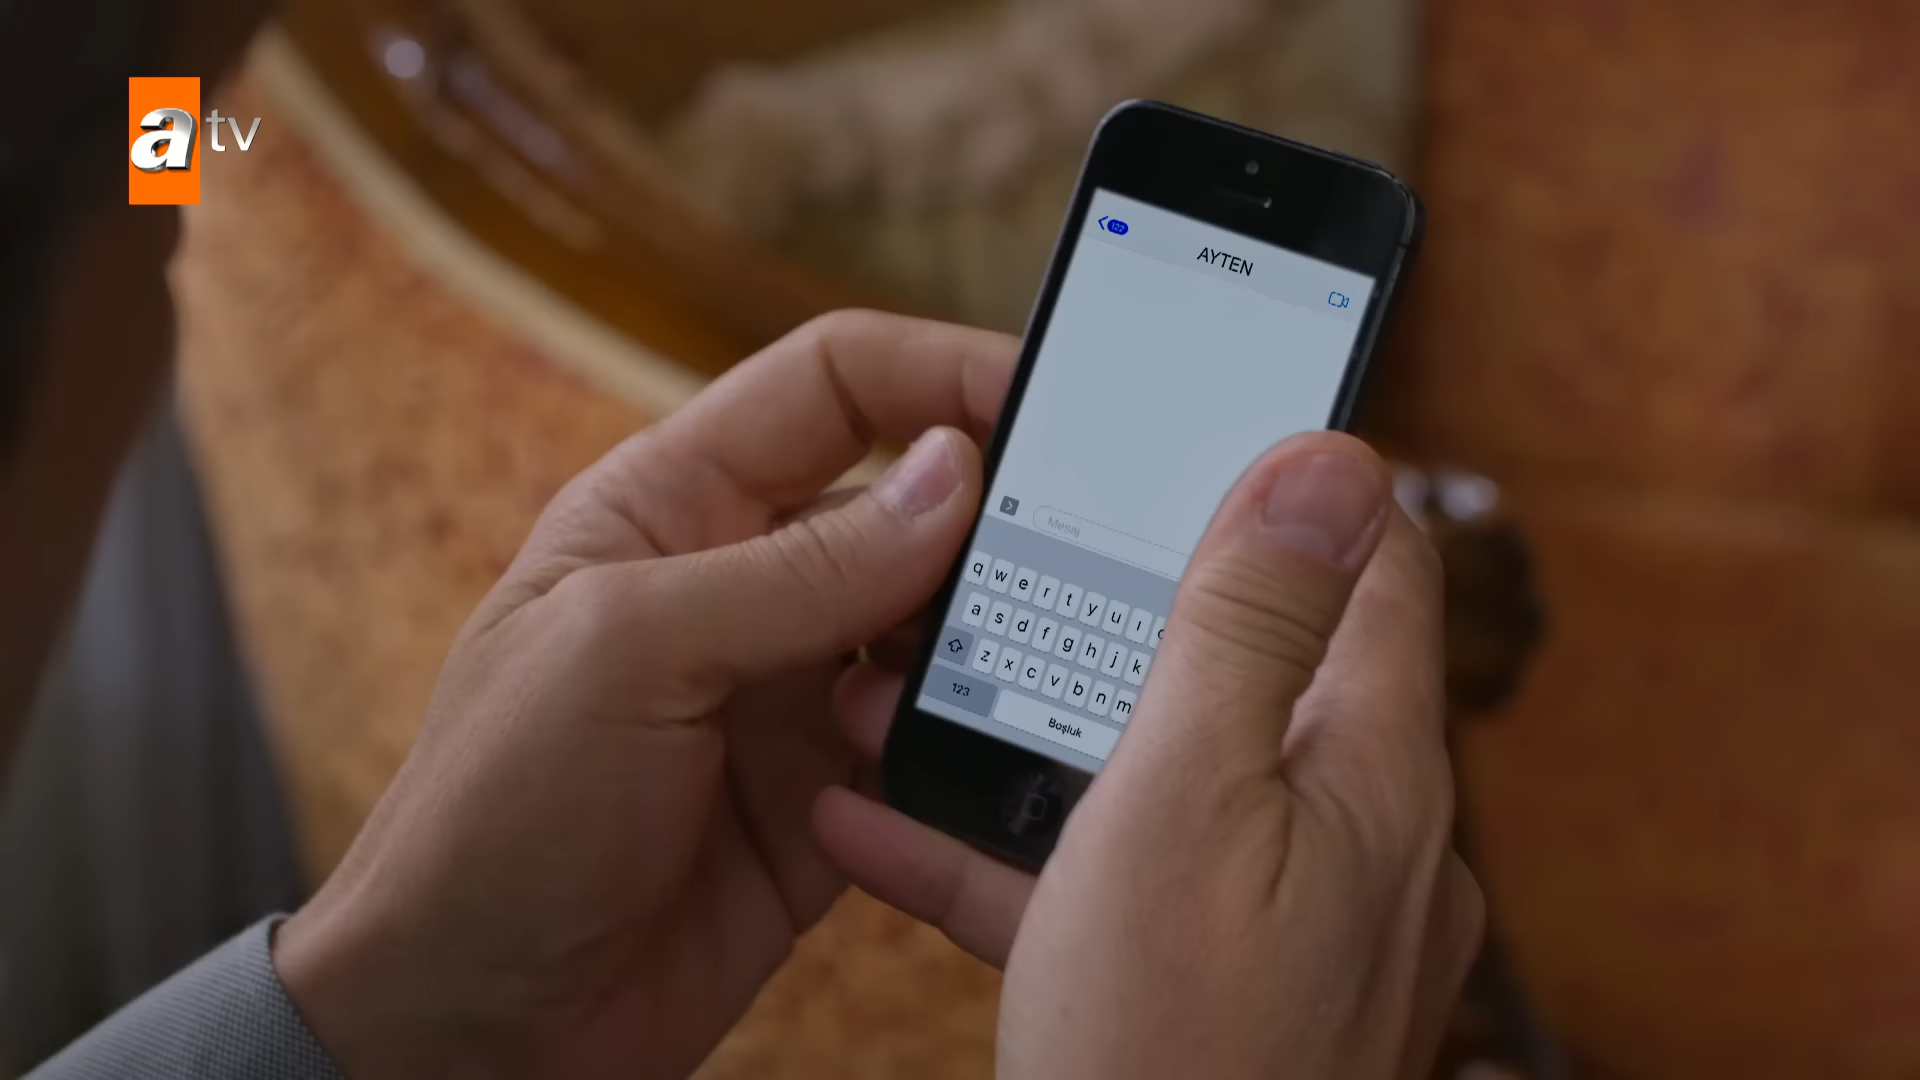 atv
122
AYTEN
Mesaj
q w e r t y u ı
a s d f g h j k
z x c v b n m
123
Boşluk